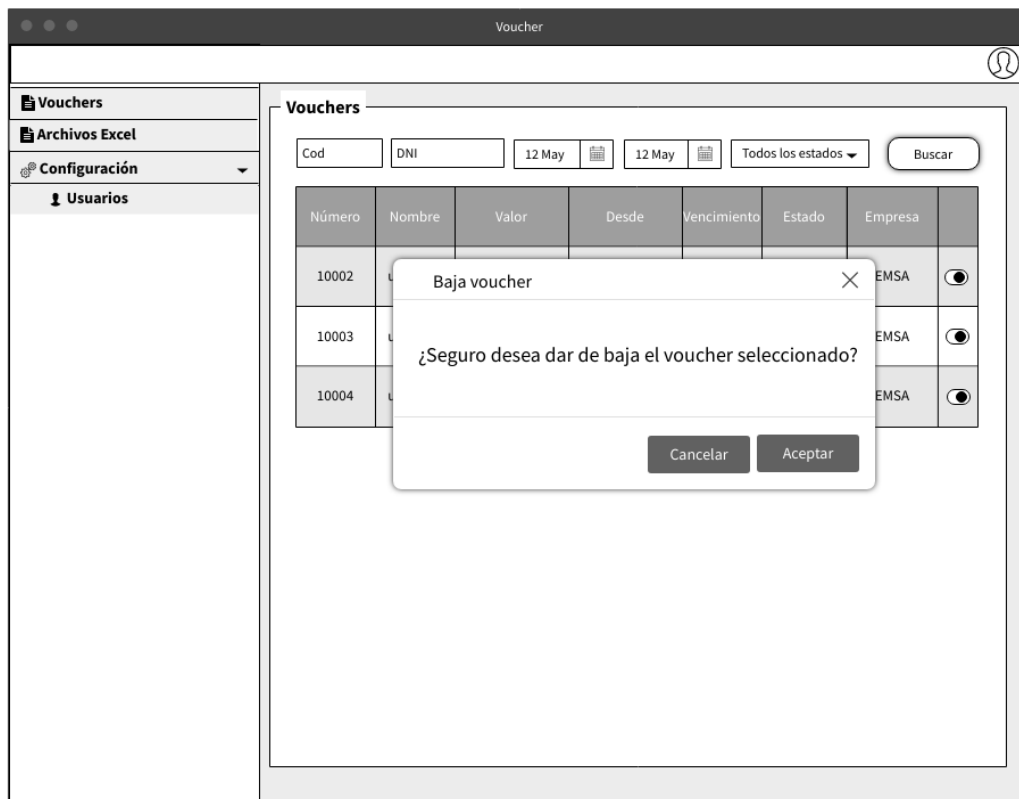 Voucher
Vouchers
Archivos Excel
Configuración
Usuarios
Vouchers
Cod DNI 12 May 12 May Todos los estados Buscar
Número Nombre Valor Desde Vencimiento Estado Empresa
10002 EMSA
Baja voucher
10003 EMSA
¿Seguro desea dar de baja el voucher seleccionado?
10004 EMSA
Cancelar Aceptar